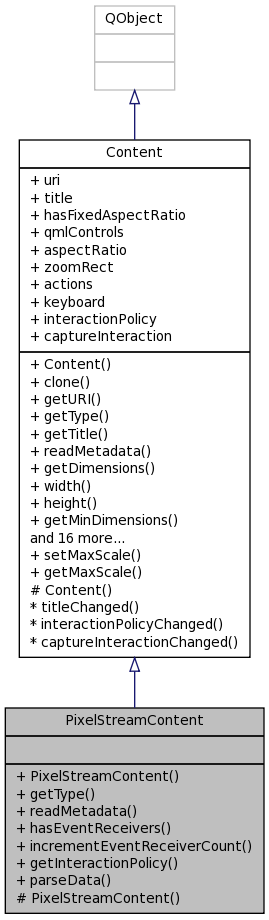 QObject
Content
+ uri
+ title
+ hasFixedAspectRatio
+ qmlControls
+ aspectRatio
+ zoomRect
+ actions
+ keyboard
+ interactionPolicy
+ captureInteraction
+ Content()
+ clone()
+ getURI()
+ getType()
+ getTitle()
+ readMetadata()
+ getDimensions()
+ width()
+ height()
+ getMinDimensions()
and 16 more...
+ setMaxScale()
+ getMaxScale()
# Content()
* titleChanged()
* interactionPolicyChanged()
* captureInteractionChanged()
PixelStreamContent
+ PixelStreamContent()
+ getType()
+ readMetadata()
+ hasEventReceivers()
+ incrementEventReceiverCount()
+ getInteractionPolicy()
+ parseData()
# PixelStreamContent()